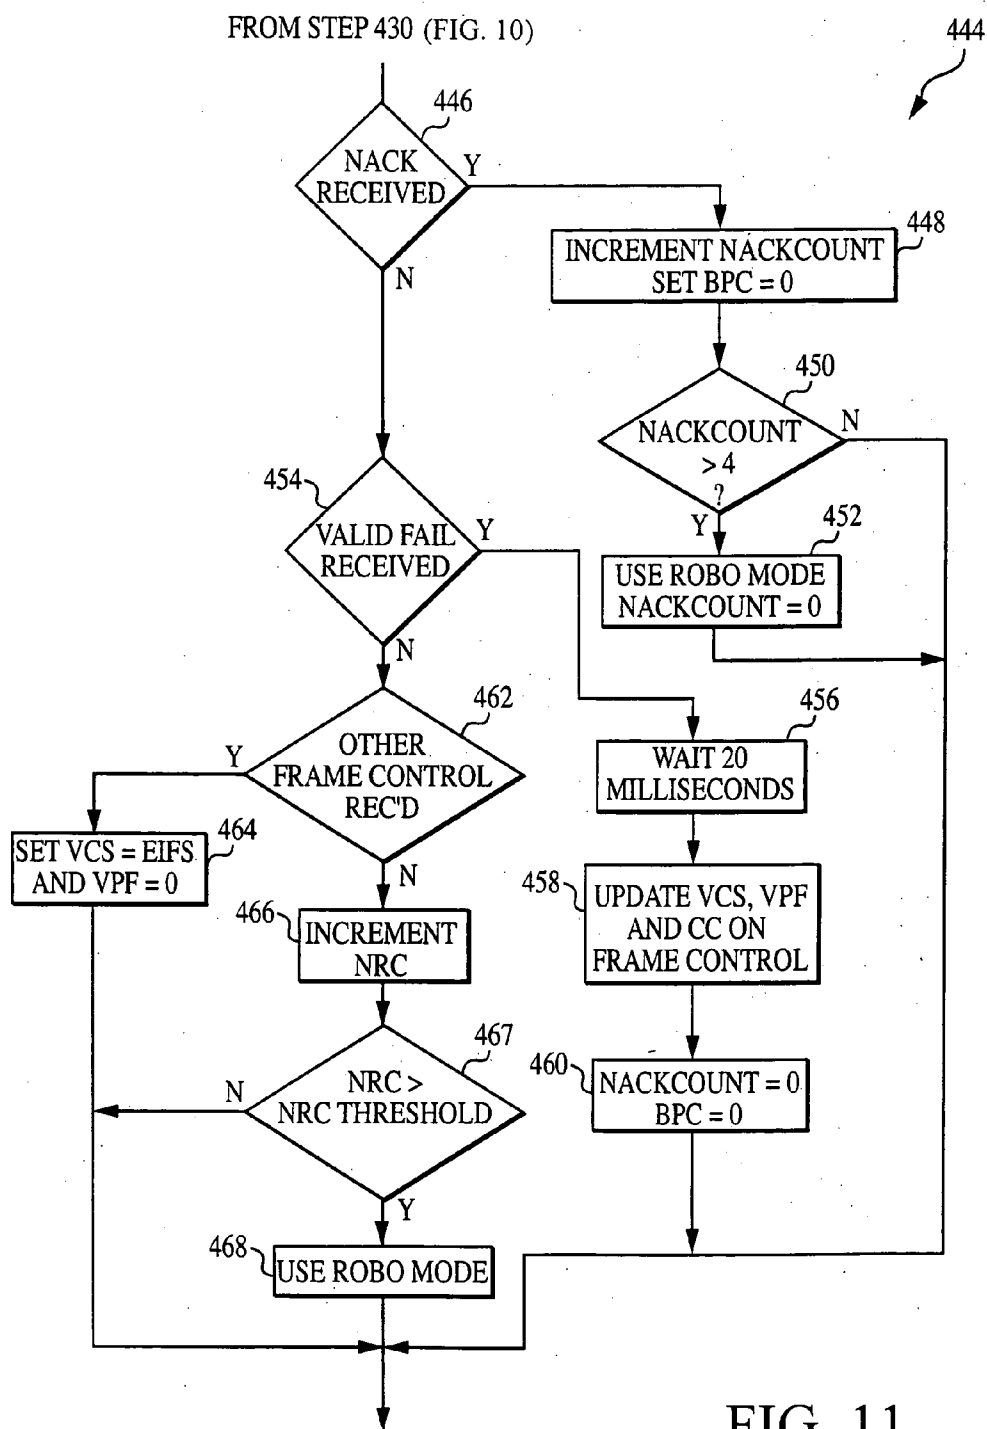 FROM STEP 430 (FIG. 10)
444
446
NACK
RECEIVED
Y
N
448
INCREMENT NACKCOUNT
SET BPC = 0
450
NACKCOUNT
> 4
?
N
Y
452
USE ROBO MODE
NACKCOUNT = 0
454
VALID FAIL
RECEIVED
Y
N
456
WAIT 20
MILLISECONDS
458
UPDATE VCS, VPF
AND CC ON
FRAME CONTROL
460
NACKCOUNT = 0
BPC = 0
462
OTHER
FRAME CONTROL
REC'D
Y
N
464
SET VCS = EIFS
AND VPF = 0
466
INCREMENT
NRC
467
NRC >
NRC THRESHOLD
N
Y
468
USE ROBO MODE
FIG. 11